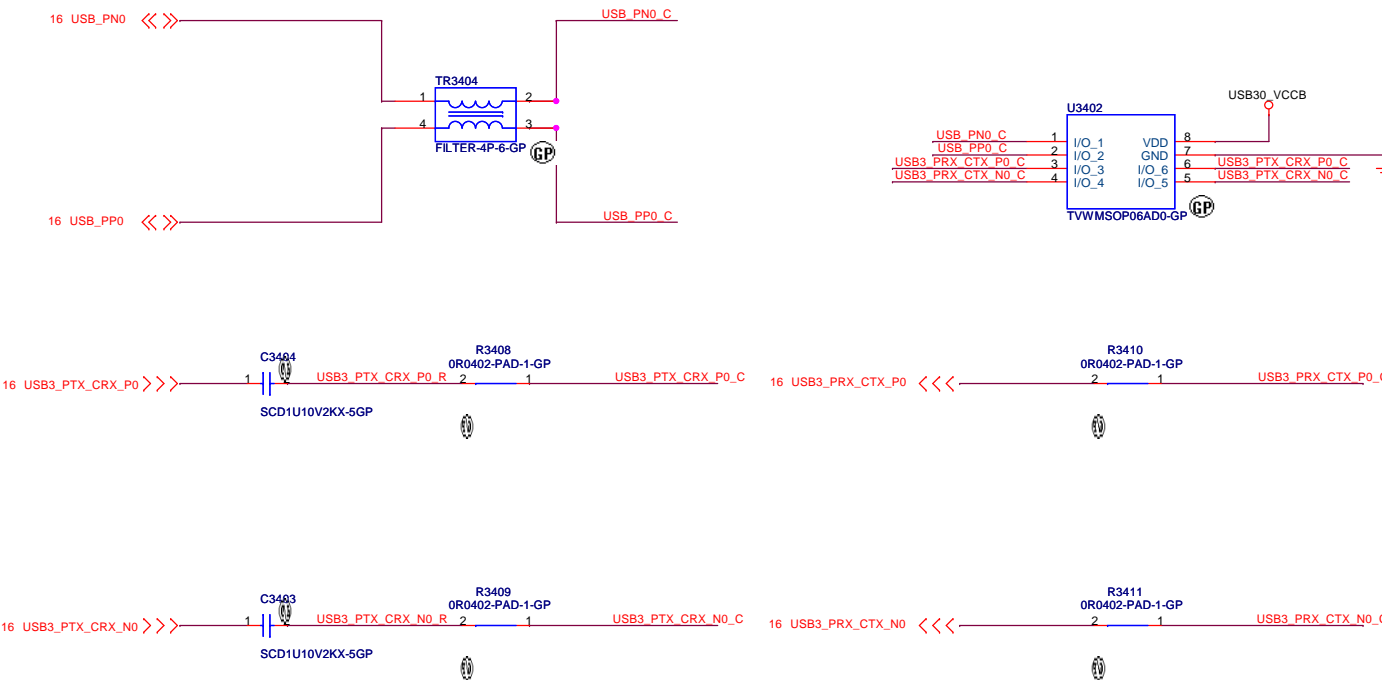 16 USB_PN0
USB_PN0_C
TR3404
1
2
4
3
FILTER-4P-6-GP
GP
16 USB_PP0
USB_PP0_C
USB30_VCCB
U3402
USB_PN0_C 1 I/O_1 VDD 8
USB_PP0_C 2 I/O_2 GND 7
USB3_PRX_CTX_P0_C 3 I/O_3 I/O_6 6 USB3_PTX_CRX_P0_C
USB3_PRX_CTX_N0_C 4 I/O_4 I/O_5 5 USB3_PTX_CRX_N0_C
TVWMSOP06AD0-GP
GP
C3404
R3408
0R0402-PAD-1-GP
16 USB3_PTX_CRX_P0
1
USB3_PTX_CRX_P0_R
2
1
USB3_PTX_CRX_P0_C
SCD1U10V2KX-5GP
R3410
0R0402-PAD-1-GP
16 USB3_PRX_CTX_P0
2
1
USB3_PRX_CTX_P0_C
C3403
R3409
0R0402-PAD-1-GP
16 USB3_PTX_CRX_N0
1
USB3_PTX_CRX_N0_R
2
1
USB3_PTX_CRX_N0_C
SCD1U10V2KX-5GP
R3411
0R0402-PAD-1-GP
16 USB3_PRX_CTX_N0
2
1
USB3_PRX_CTX_N0_C